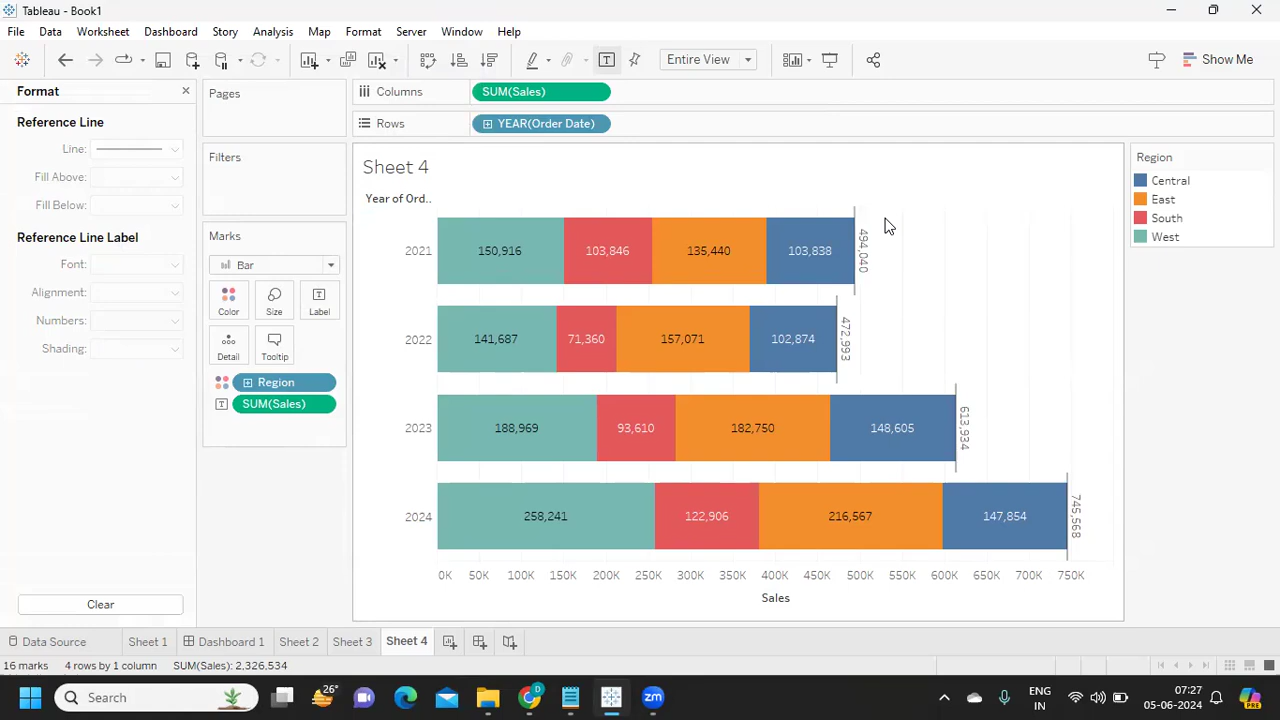 Tableau - Book1
File Data Worksheet Dashboard Story Analysis Map Format Server Window Help
Entire View
Show Me
Format
Reference Line
Line:
Fill Above:
Fill Below:
Reference Line Label
Font:
Alignment:
Numbers:
Shading:
Clear
Pages
Filters
Marks
Bar
Color Size Label
Detail Tooltip
Region
SUM(Sales)
Columns SUM(Sales)
Rows YEAR(Order Date)
Sheet 4
Year of Ord..
2021 150,916 103,846 135,440 103,838 494,040
2022 141,687 71,360 157,071 102,874 472,993
2023 188,969 93,610 182,750 148,605 613,934
2024 258,241 122,906 216,567 147,854 745,568
0K 50K 100K 150K 200K 250K 300K 350K 400K 450K 500K 550K 600K 650K 700K 750K
Sales
Region
Central
East
South
West
Data Source Sheet 1 Dashboard 1 Sheet 2 Sheet 3 Sheet 4
16 marks 4 rows by 1 column SUM(Sales): 2,326,534
Search
26°
D
zm
ENG
IN
07:27
05-06-2024
PRE